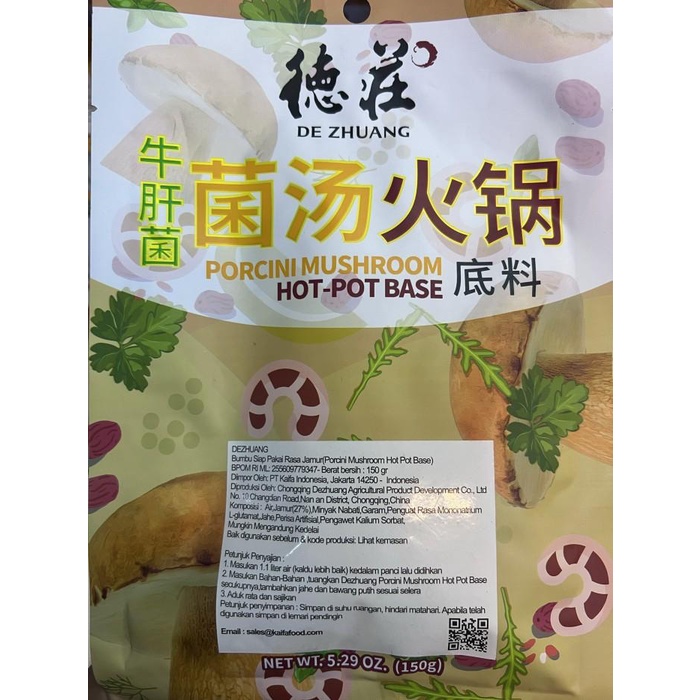 德莊
DE ZHUANG
牛肝菌
菌汤火锅
PORCINI MUSHROOM
HOT-POT BASE
底料
DEZHUANG
Bumbu Siap Pakai Rasa Jamur(Porcini Mushroom Hot Pot Base)
BPOM RI ML: 255609779347- Berat bersih : 150 gr
Diimpor Oleh: PT Kaifa Indonesia, Jakarta 14250 - Indonesia
Diproduksi Oleh: Chongqing Dezhuang Agricultural Product Development Co., Ltd
No. 10 Changdian Road,Nan an District, Chongqing,China
Komposisi : Air,Jamur(27%),Minyak Nabati,Garam,Penguat Rasa Mononatrium
L-glutamat,Jahe,Perisa Artifisial,Pengawet Kalium Sorbat,
Mungkin Mengandung Kedelai
Baik digunakan sebelum & kode produksi: Lihat kemasan
Petunjuk Penyajian :
1. Masukan 1.1 liter air (kaldu lebih baik) kedalam panci lalu didihkan
2. Masukan Bahan-Bahan ,tuangkan Dezhuang Porcini Mushroom Hot Pot Base
secukupnya,tambahkan jahe dan bawang putih sesuai selera
3. Aduk rata dan sajikan
Petunjuk penyimpanan : Simpan di suhu ruangan, hindari matahari. Apabila telah
digunakan simpan di lemari pendingin
Email : sales@kaifafood.com
NET WT. 5.29 OZ. (150g)